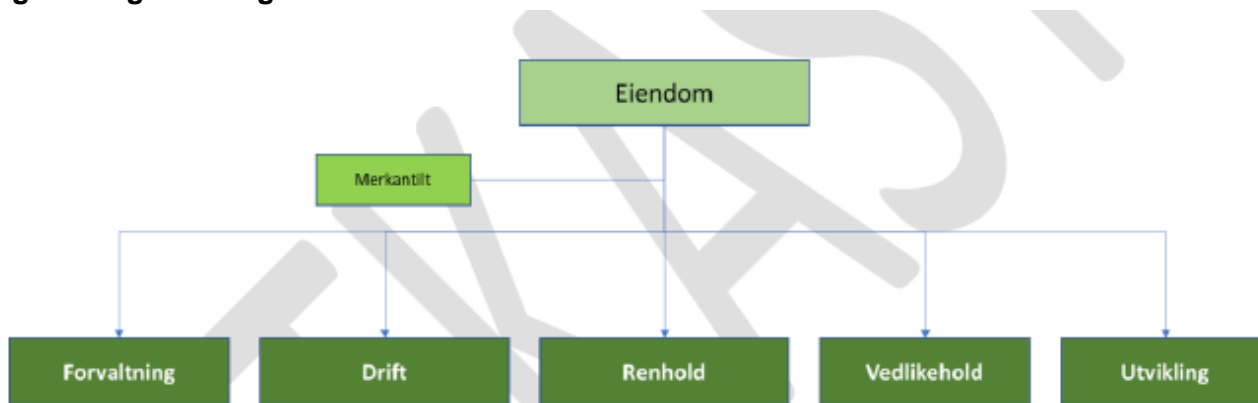 Eiendom
Merkantilt
Forvaltning
Drift
Renhold
Vedlikehold
Utvikling